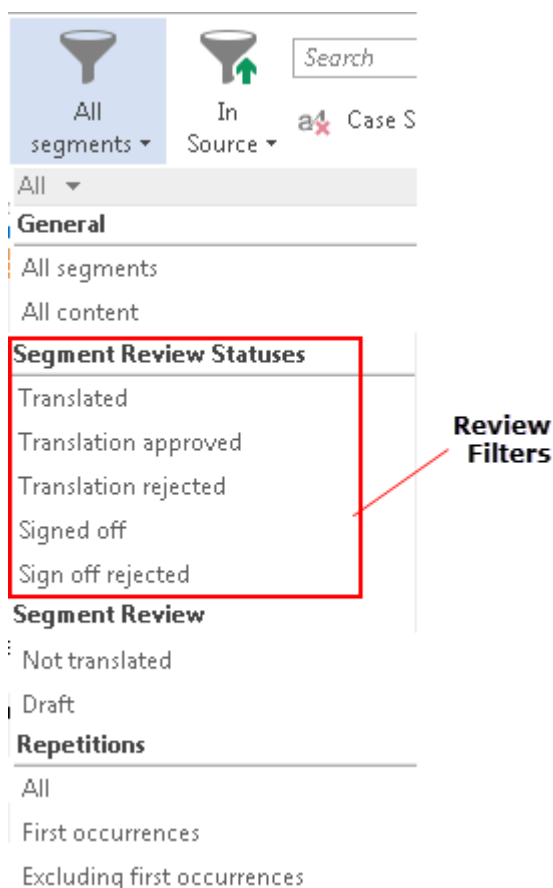 All segments
In Source
Search
Case S
All
General
All segments
All content
Segment Review Statuses
Translated
Translation approved
Translation rejected
Signed off
Sign off rejected
Review
Filters
Segment Review
Not translated
Draft
Repetitions
All
First occurrences
Excluding first occurrences